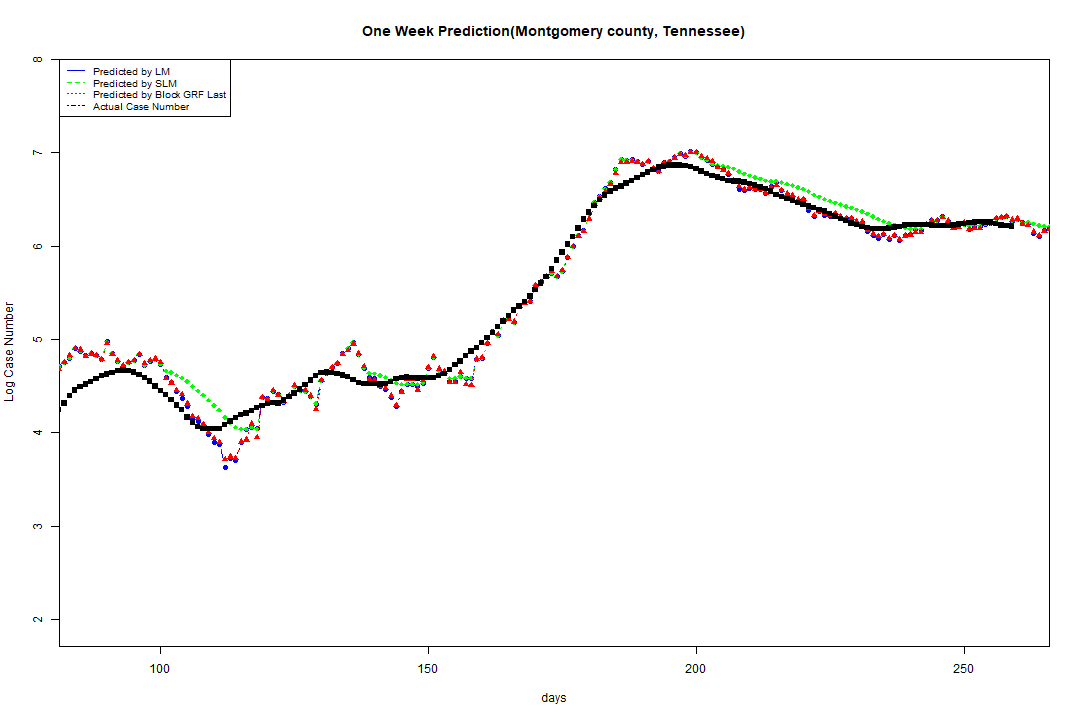 One Week Prediction(Montgomery county, Tennessee)
Predicted by LM
Predicted by SLM
Predicted by Block GRF Last
Actual Case Number
8
7
6
5
4
3
2
Log Case Number
100 150 200 250
days